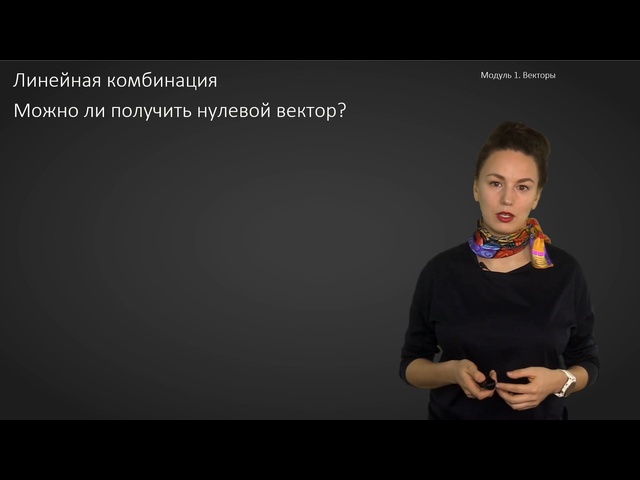 Линейная комбинация
Модуль 1. Векторы
Можно ли получить нулевой вектор?